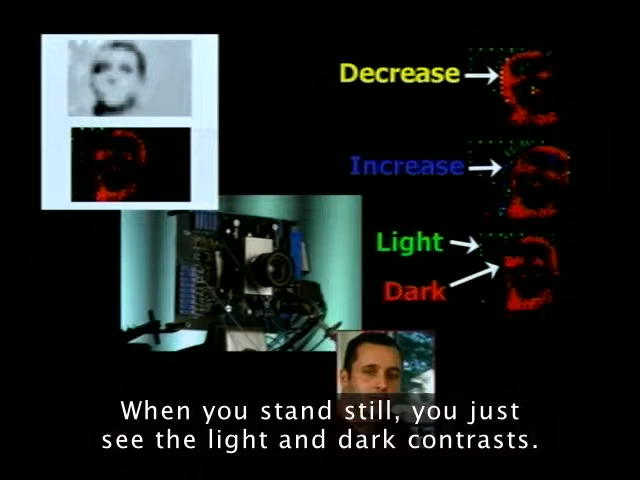 Decrease
Increase
Light
Dark
When you stand still, you just
see the light and dark contrasts.